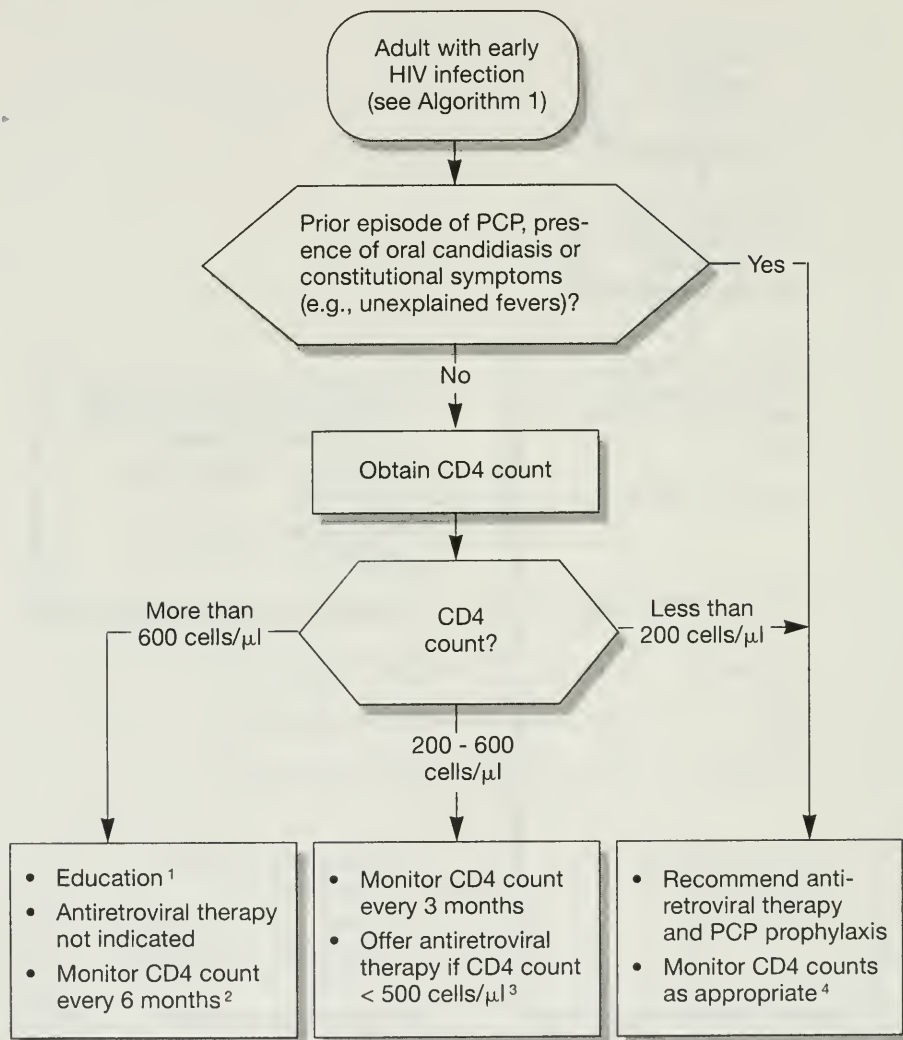 Adult with early
HIV infection
(see Algorithm 1)
Prior episode of PCP, pres-
ence of oral candidiasis or
constitutional symptoms
(e.g., unexplained fevers)?
Yes
No
Obtain CD4 count
More than
600 cells/μl
CD4
count?
Less than
200 cells/μl
200 - 600
cells/μl
• Education 1
• Antiretroviral therapy
not indicated
• Monitor CD4 count
every 6 months 2
• Monitor CD4 count
every 3 months
• Offer antiretroviral
therapy if CD4 count
< 500 cells/μl 3
• Recommend anti-
retroviral therapy
and PCP prophylaxis
• Monitor CD4 counts
as appropriate 4